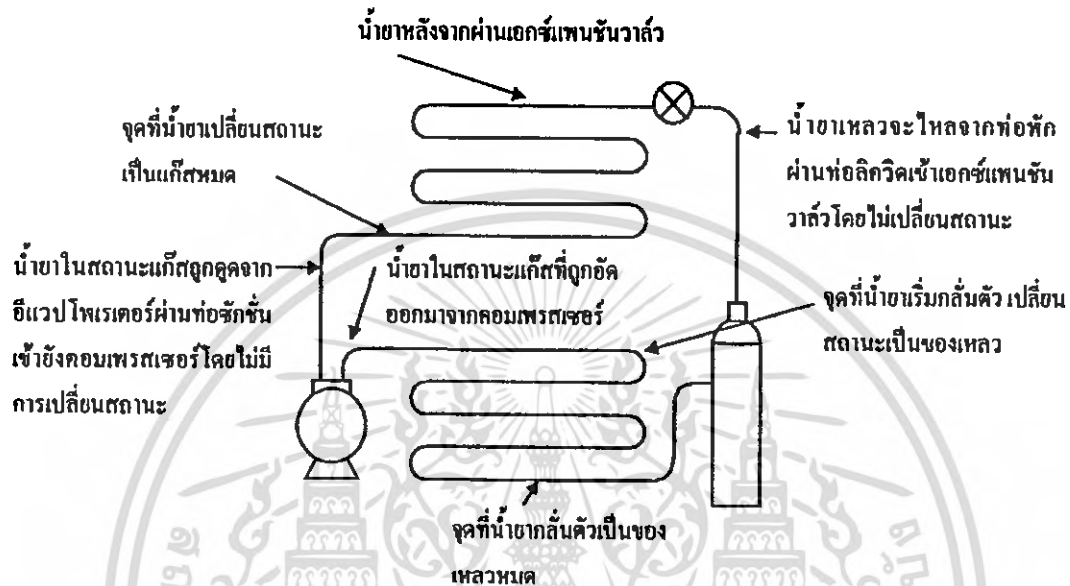 น้ำยาหลังจากผ่านเอกซ์แพนชันวาล์ว
จุดที่น้ำยาเปลี่ยนสถานะ
เป็นแก๊สหมด
น้ำยาเหลวจะไหลจากท่อพัก
ผ่านท่อลิควิดเข้าเอกซ์แพนชัน
วาล์วโดยไม่เปลี่ยนสถานะ
น้ำยาในสถานะแก๊สถูกดูดจาก
อีแวปโพเรเตอร์ผ่านท่อซักชั่น
เข้ายังคอมเพรสเซอร์โดยไม่มี
การเปลี่ยนสถานะ
น้ำยาในสถานะแก๊สที่ถูกอัด
ออกมาจากคอมเพรสเซอร์
จุดที่น้ำยาเริ่มกลั่นตัว เปลี่ยน
สถานะเป็นของเหลว
จุดที่น้ำยากลั่นตัวเป็นของ
เหลวหมด